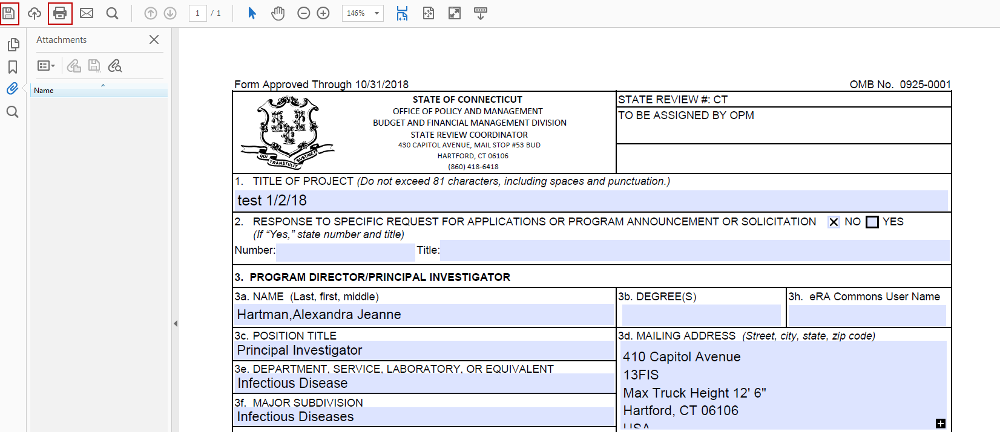 1 / 1
146%
Attachments
Name
Form Approved Through 10/31/2018
OMB No. 0925-0001
QUI TRANSTULIT SUSTINET
STATE OF CONNECTICUT
OFFICE OF POLICY AND MANAGEMENT
BUDGET AND FINANCIAL MANAGEMENT DIVISION
STATE REVIEW COORDINATOR
430 CAPITOL AVENUE, MAIL STOP #53 BUD
HARTFORD, CT 06106
(860) 418-6418
STATE REVIEW #: CT
TO BE ASSIGNED BY OPM
1. TITLE OF PROJECT (Do not exceed 81 characters, including spaces and punctuation.)
test 1/2/18
2. RESPONSE TO SPECIFIC REQUEST FOR APPLICATIONS OR PROGRAM ANNOUNCEMENT OR SOLICITATION NO YES
(If “Yes,” state number and title)
Number: Title:
3. PROGRAM DIRECTOR/PRINCIPAL INVESTIGATOR
3a. NAME (Last, first, middle)
Hartman,Alexandra Jeanne
3b. DEGREE(S)
3h. eRA Commons User Name
3c. POSITION TITLE
Principal Investigator
3d. MAILING ADDRESS (Street, city, state, zip code)
410 Capitol Avenue
13FIS
Max Truck Height 12' 6"
Hartford, CT 06106
USA
3e. DEPARTMENT, SERVICE, LABORATORY, OR EQUIVALENT
Infectious Disease
3f. MAJOR SUBDIVISION
Infectious Diseases